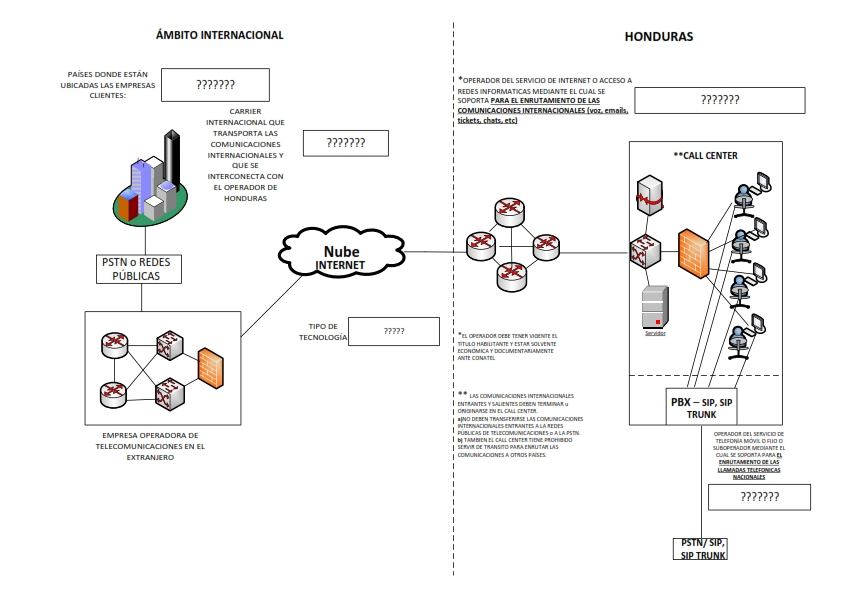 ÁMBITO INTERNACIONAL
HONDURAS
PAÍSES DONDE ESTÁN
UBICADAS LAS EMPRESAS
CLIENTES:
???????
CARRIER
INTERNACIONAL QUE
TRANSPORTA LAS
COMUNICACIONES
INTERNACIONALES Y
QUE SE
INTERCONECTA CON
EL OPERADOR DE
HONDURAS
???????
*OPERADOR DEL SERVICIO DE INTERNET O ACCESO A
REDES INFORMATICAS MEDIANTE EL CUAL SE
SOPORTA PARA EL ENRUTAMIENTO DE LAS
COMUNICACIONES INTERNACIONALES (voz, emails,
tickets, chats, etc)
???????
**CALL CENTER
PSTN o REDES
PÚBLICAS
Nube
INTERNET
Servidor
TIPO DE
TECNOLOGÍA
?????
EMPRESA OPERADORA DE
TELECOMUNICACIONES EN EL
EXTRANJERO
*EL OPERADOR DEBE TENER VIGENTE EL
TÍTULO HABILITANTE Y ESTAR SOLVENTE
ECONÓMICA Y DOCUMENTARIAMENTE
ANTE CONATEL
** LAS COMUNICACIONES INTERNACIONALES
ENTRANTES Y SALIENTES DEBEN TERMINAR u
ORIGINARSE EN EL CALL CENTER.
a)NO DEBEN TRANSFERIRSE LAS COMUNICACIONES
INTERNACIONALES ENTRANTES A LA REDES
PÚBLICAS DE TELECOMUNICACIONES o A LA PSTN.
b) TAMBIEN EL CALL CENTER TIENE PROHIBIDO
SERVIR DE TRANSITO PARA ENRUTAR LAS
COMUNICACIONES A OTROS PAÍSES.
PBX – SIP, SIP
TRUNK
OPERADOR DEL SERVICIO DE
TELEFONÍA MÓVIL O FIJO O
SUBOPERADOR MEDIANTE EL
CUAL SE SOPORTA PARA EL
ENRUTAMIENTO DE LAS
LLAMADAS TELEFONICAS
NACIONALES
???????
PSTN/ SIP,
SIP TRUNK